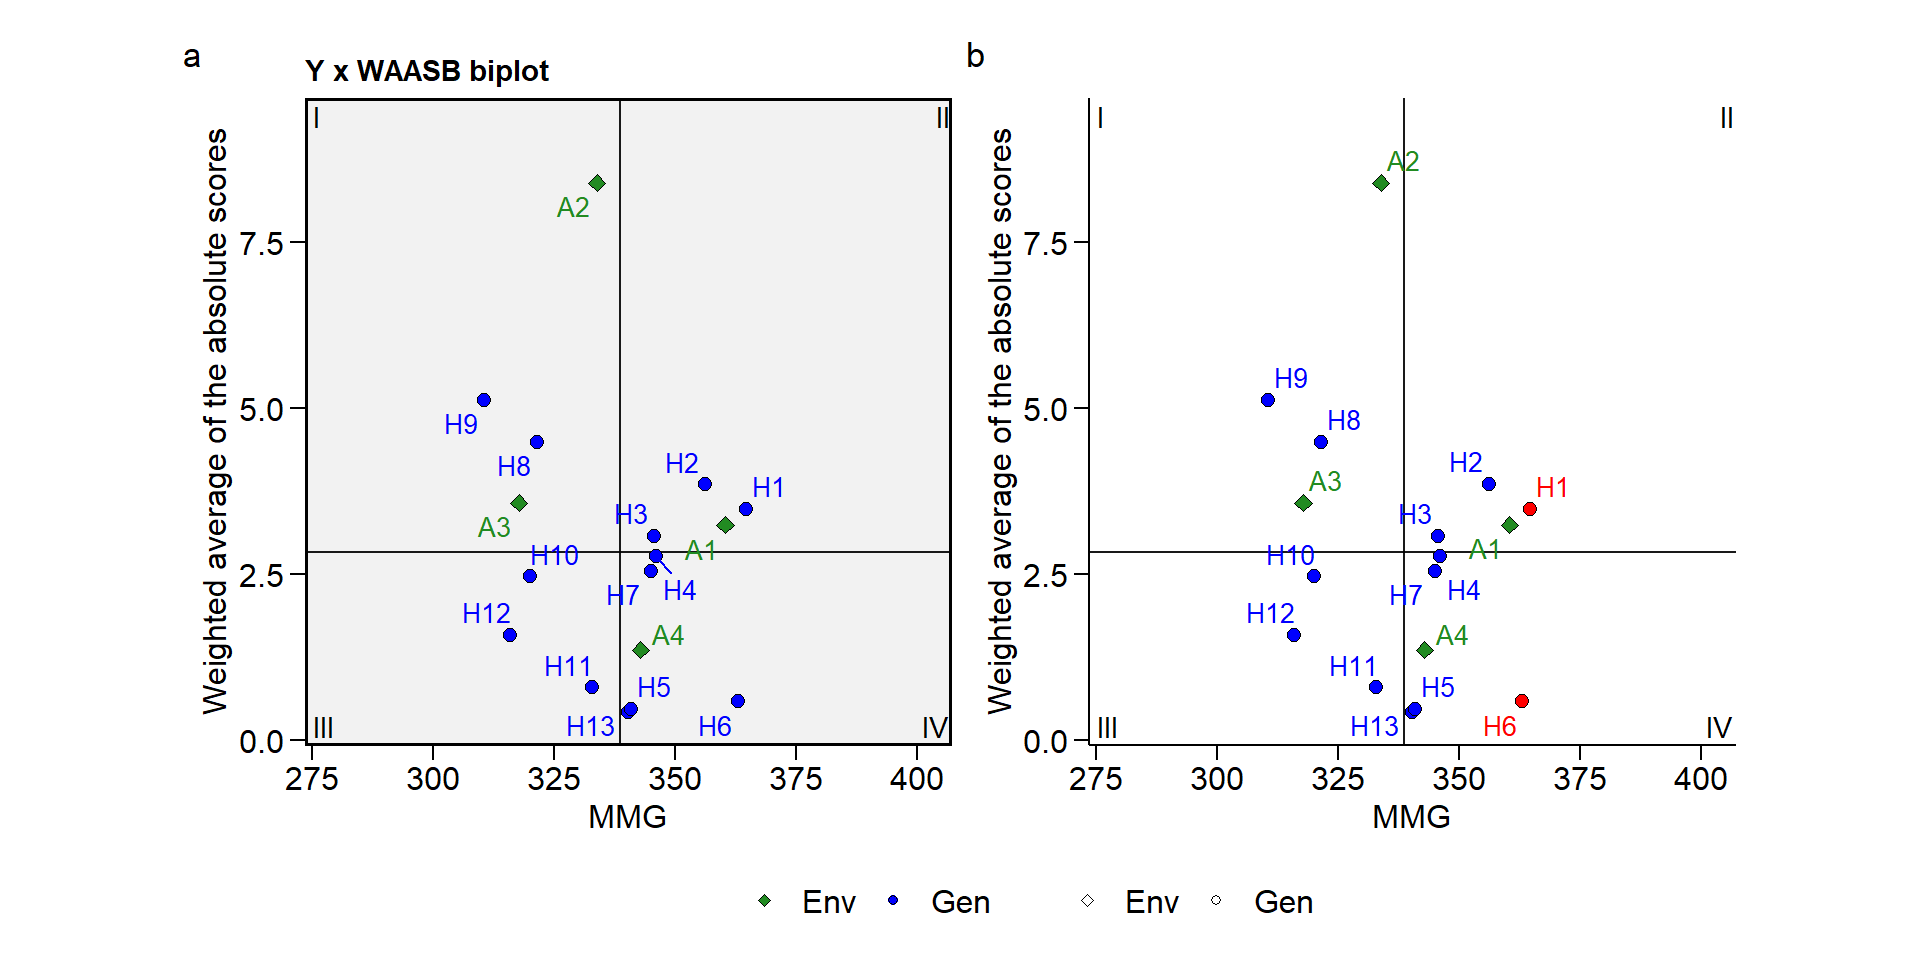 a
Y x WAASB biplot
I
II
A2
H9
H8
H2
H1
A3
H3
A1
H10
H4
H7
H12
A4
H11
H5
H13
H6
III
IV
7.5
5.0
2.5
0.0
275 300 325 350 375 400
MMG
Weighted average of the absolute scores
b
I
II
A2
H9
H8
H2
H1
A3
H3
A1
H10
H4
H7
H12
A4
H11
H5
H13
H6
III
IV
7.5
5.0
2.5
0.0
275 300 325 350 375 400
MMG
Weighted average of the absolute scores
Env Gen Env Gen